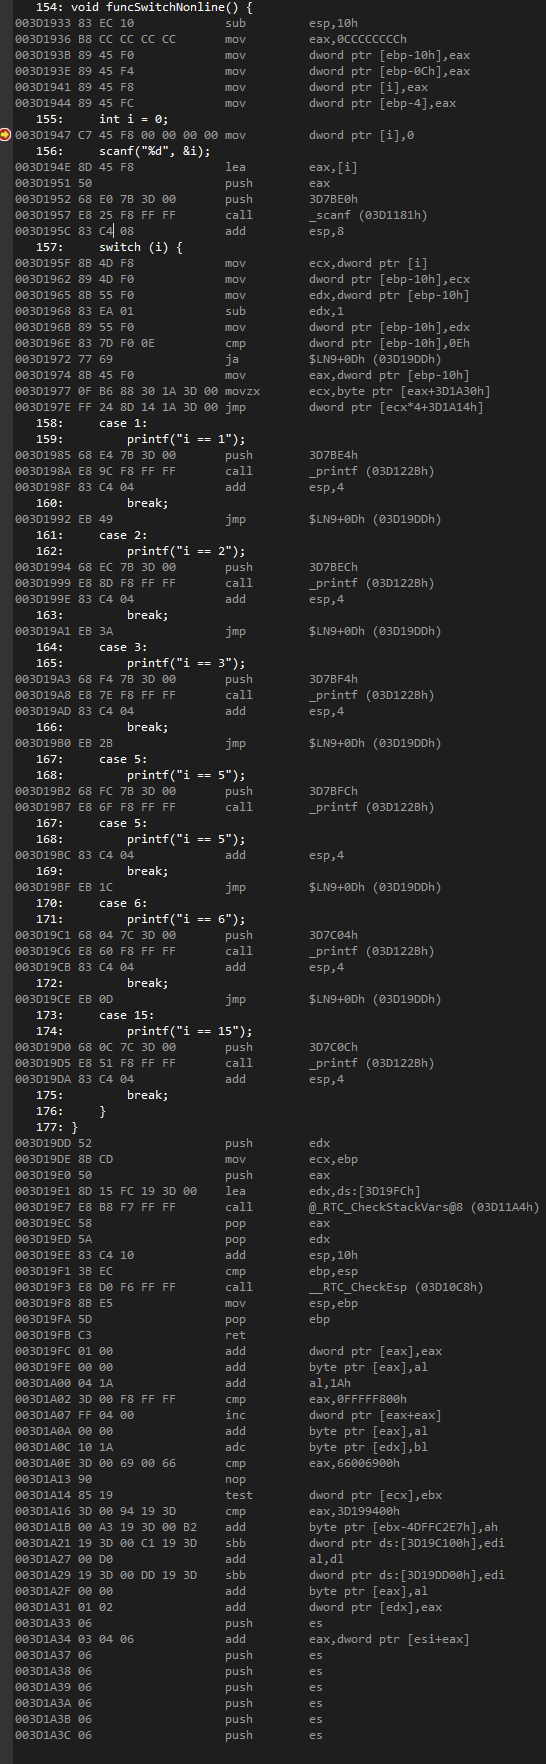 154: void funcSwitchNonline() {
003D1933 83 EC 10 sub esp,10h
003D1936 B8 CC CC CC CC mov eax,0CCCCCCCCh
003D193B 89 45 F0 mov dword ptr [ebp-10h],eax
003D193E 89 45 F4 mov dword ptr [ebp-0Ch],eax
003D1941 89 45 F8 mov dword ptr [i],eax
003D1944 89 45 FC mov dword ptr [ebp-4],eax
155: int i = 0;
003D1947 C7 45 F8 00 00 00 00 mov dword ptr [i],0
156: scanf("%d", &i);
003D194E 8D 45 F8 lea eax,[i]
003D1951 50 push eax
003D1952 68 E0 7B 3D 00 push 3D7BE0h
003D1957 E8 25 F8 FF FF call _scanf (03D1181h)
003D195C 83 C4 08 add esp,8
157: switch (i) {
003D195F 8B 4D F8 mov ecx,dword ptr [i]
003D1962 89 4D F0 mov dword ptr [ebp-10h],ecx
003D1965 8B 55 F0 mov edx,dword ptr [ebp-10h]
003D1968 83 EA 01 sub edx,1
003D196B 89 55 F0 mov dword ptr [ebp-10h],edx
003D196E 83 7D F0 0E cmp dword ptr [ebp-10h],0Eh
003D1972 77 69 ja $LN9+0Dh (03D19DDh)
003D1974 8B 45 F0 mov eax,dword ptr [ebp-10h]
003D1977 0F B6 88 30 1A 3D 00 movzx ecx,byte ptr [eax+3D1A30h]
003D197E FF 24 8D 14 1A 3D 00 jmp dword ptr [ecx*4+3D1A14h]
158: case 1:
159: printf("i == 1");
003D1985 68 E4 7B 3D 00 push 3D7BE4h
003D198A E8 9C F8 FF FF call _printf (03D122Bh)
003D198F 83 C4 04 add esp,4
160: break;
003D1992 EB 49 jmp $LN9+0Dh (03D19DDh)
161: case 2:
162: printf("i == 2");
003D1994 68 EC 7B 3D 00 push 3D7BECh
003D1999 E8 8D F8 FF FF call _printf (03D122Bh)
003D199E 83 C4 04 add esp,4
163: break;
003D19A1 EB 3A jmp $LN9+0Dh (03D19DDh)
164: case 3:
165: printf("i == 3");
003D19A3 68 F4 7B 3D 00 push 3D7BF4h
003D19A8 E8 7E F8 FF FF call _printf (03D122Bh)
003D19AD 83 C4 04 add esp,4
166: break;
003D19B0 EB 2B jmp $LN9+0Dh (03D19DDh)
167: case 5:
168: printf("i == 5");
003D19B2 68 FC 7B 3D 00 push 3D7BFCh
003D19B7 E8 6F F8 FF FF call _printf (03D122Bh)
167: case 5:
168: printf("i == 5");
003D19BC 83 C4 04 add esp,4
169: break;
003D19BF EB 1C jmp $LN9+0Dh (03D19DDh)
170: case 6:
171: printf("i == 6");
003D19C1 68 04 7C 3D 00 push 3D7C04h
003D19C6 E8 60 F8 FF FF call _printf (03D122Bh)
003D19CB 83 C4 04 add esp,4
172: break;
003D19CE EB 0D jmp $LN9+0Dh (03D19DDh)
173: case 15:
174: printf("i == 15");
003D19D0 68 0C 7C 3D 00 push 3D7C0Ch
003D19D5 E8 51 F8 FF FF call _printf (03D122Bh)
003D19DA 83 C4 04 add esp,4
175: break;
176: }
177: }
003D19DD 52 push edx
003D19DE 8B CD mov ecx,ebp
003D19E0 50 push eax
003D19E1 8D 15 FC 19 3D 00 lea edx,ds:[3D19FCh]
003D19E7 E8 B8 F7 FF FF call @_RTC_CheckStackVars@8 (03D11A4h)
003D19EC 58 pop eax
003D19ED 5A pop edx
003D19EE 83 C4 10 add esp,10h
003D19F1 3B EC cmp ebp,esp
003D19F3 E8 D0 F6 FF FF call __RTC_CheckEsp (03D10C8h)
003D19F8 8B E5 mov esp,ebp
003D19FA 5D pop ebp
003D19FB C3 ret
003D19FC 01 00 add dword ptr [eax],eax
003D19FE 00 00 add byte ptr [eax],al
003D1A00 04 1A add al,1Ah
003D1A02 3D 00 F8 FF FF cmp eax,0FFFFF800h
003D1A07 FF 04 00 inc dword ptr [eax+eax]
003D1A0A 00 00 add byte ptr [eax],al
003D1A0C 10 1A adc byte ptr [edx],bl
003D1A0E 3D 00 69 00 66 cmp eax,66006900h
003D1A13 90 nop
003D1A14 85 19 test dword ptr [ecx],ebx
003D1A16 3D 00 94 19 3D cmp eax,3D199400h
003D1A1B 00 A3 19 3D 00 B2 add byte ptr [ebx-4DFFC2E7h],ah
003D1A21 19 3D 00 C1 19 3D sbb dword ptr ds:[3D19C100h],edi
003D1A27 00 D0 add al,dl
003D1A29 19 3D 00 DD 19 3D sbb dword ptr ds:[3D19DD00h],edi
003D1A2F 00 00 add byte ptr [eax],al
003D1A31 01 02 add dword ptr [edx],eax
003D1A33 06 push es
003D1A34 03 04 06 add eax,dword ptr [esi+eax]
003D1A37 06 push es
003D1A38 06 push es
003D1A39 06 push es
003D1A3A 06 push es
003D1A3B 06 push es
003D1A3C 06 push es